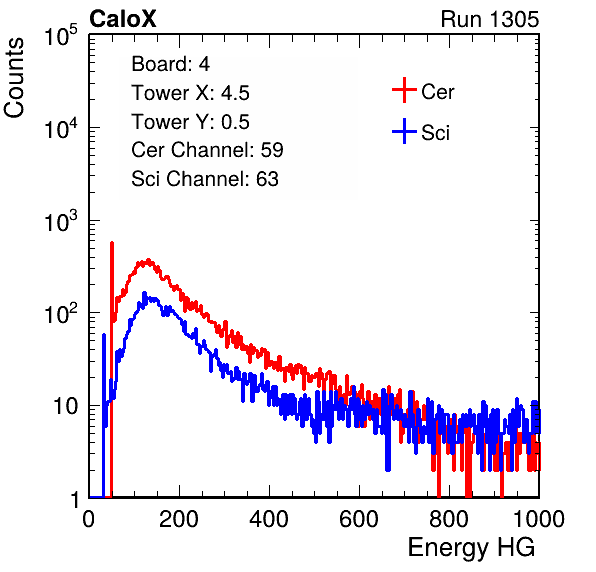 CaloX Run 1305
Counts
Board: 4
Tower X: 4.5
Tower Y: 0.5
Cer Channel: 59
Sci Channel: 63
Cer
Sci
10^5
10^4
10^3
10^2
10
1
0 200 400 600 800 1000
Energy HG